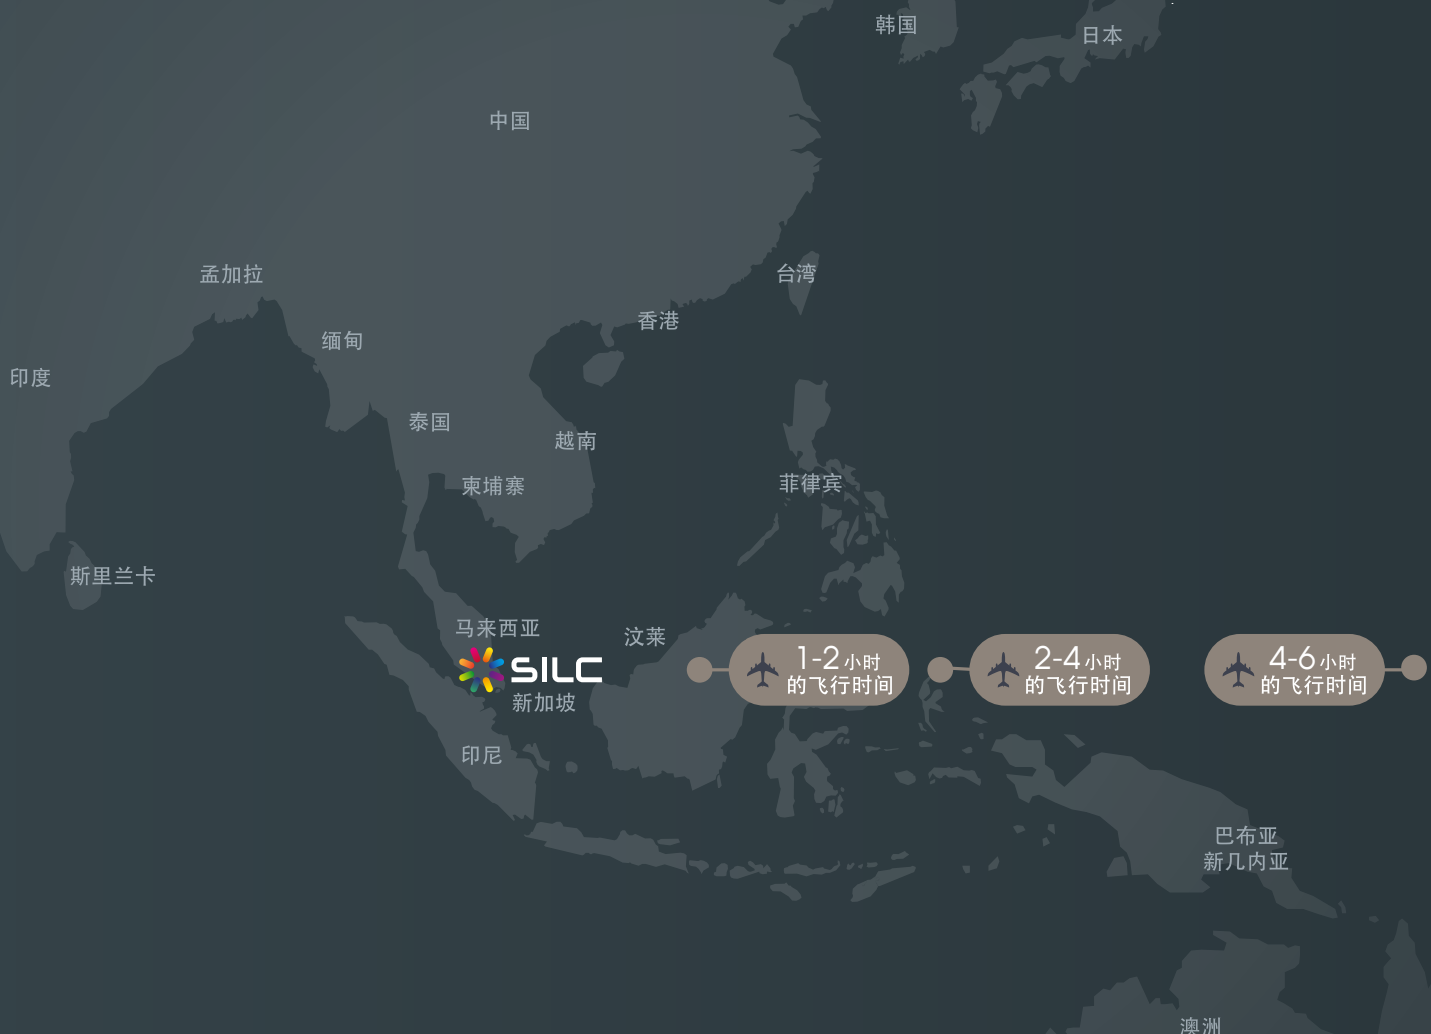 韩国
日本
中国
孟加拉
台湾
香港
缅甸
印度
泰国
越南
柬埔寨
菲律宾
斯里兰卡
马来西亚
汶莱
SILC
新加坡
1-2 小时
的飞行时间
2-4 小时
的飞行时间
4-6 小时
的飞行时间
印尼
巴布亚
新几内亚
澳洲